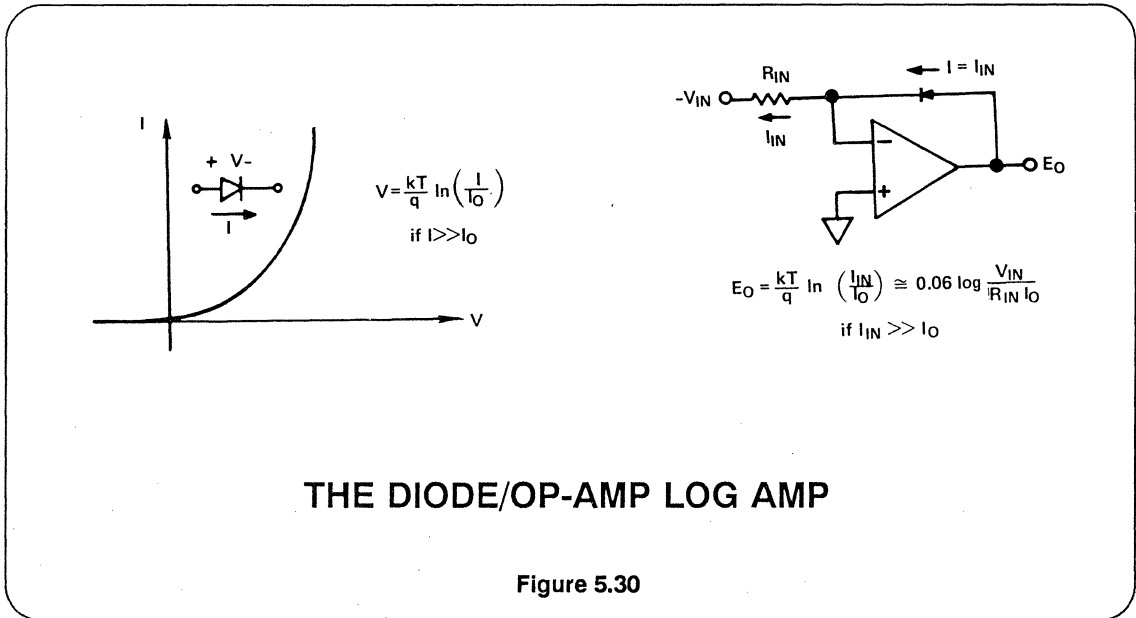 I
+ V-
I
V
V = kT/q ln(I/IO)
if I>>IO
-VIN
RIN
IIN
I = IIN
−
+
EO
EO = kT/q ln (IIN/IO) ≅ 0.06 log VIN/RIN IO
if IIN >> IO
THE DIODE/OP-AMP LOG AMP
Figure 5.30